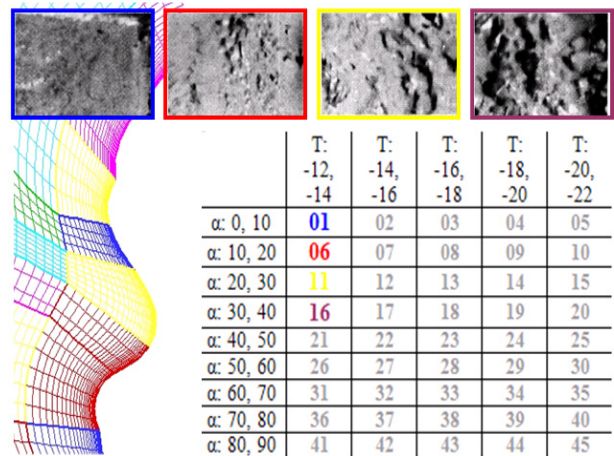 T: T: T: T: T:
-12, -14, -16, -18, -20,
-14 -16 -18 -20 -22
α: 0, 10 01 02 03 04 05
α: 10, 20 06 07 08 09 10
α: 20, 30 11 12 13 14 15
α: 30, 40 16 17 18 19 20
α: 40, 50 21 22 23 24 25
α: 50, 60 26 27 28 29 30
α: 60, 70 31 32 33 34 35
α: 70, 80 36 37 38 39 40
α: 80, 90 41 42 43 44 45